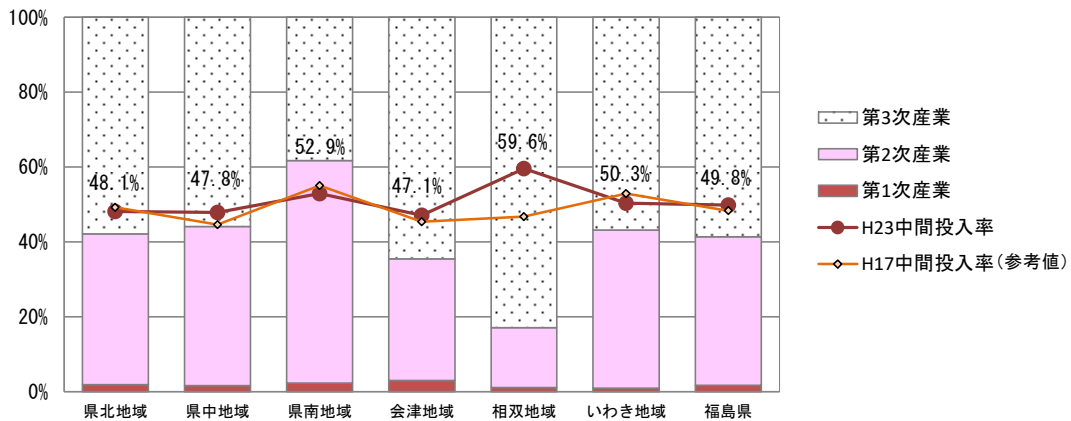 100%
80%
60%
40%
20%
0%
48.1%
47.8%
52.9%
47.1%
59.6%
50.3%
49.8%
県北地域
県中地域
県南地域
会津地域
相双地域
いわき地域
福島県
第3次産業
第2次産業
第1次産業
H23中間投入率
H17中間投入率(参考値)